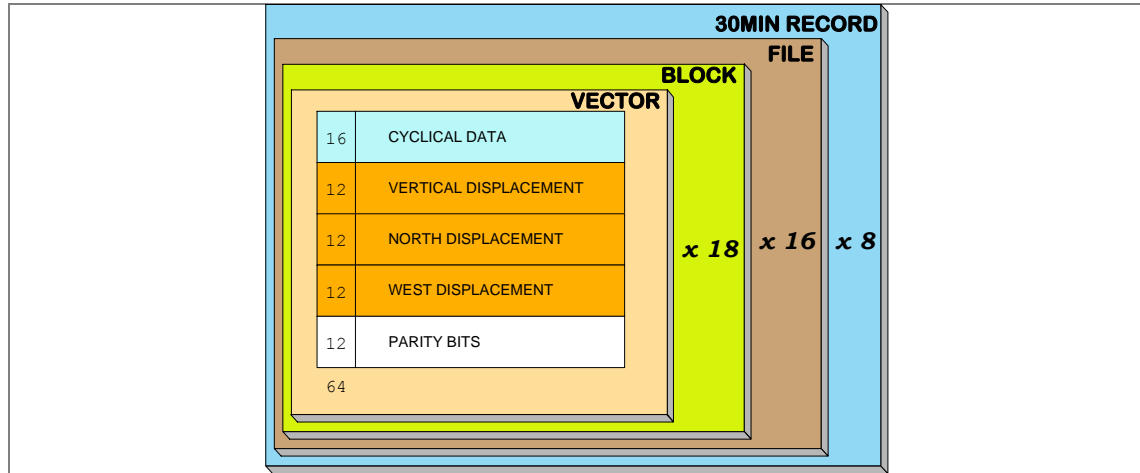 30MIN RECORD
FILE
BLOCK
VECTOR
16 CYCLICAL DATA
12 VERTICAL DISPLACEMENT
12 NORTH DISPLACEMENT
x 18 x 16 x 8
12 WEST DISPLACEMENT
12 PARITY BITS
64